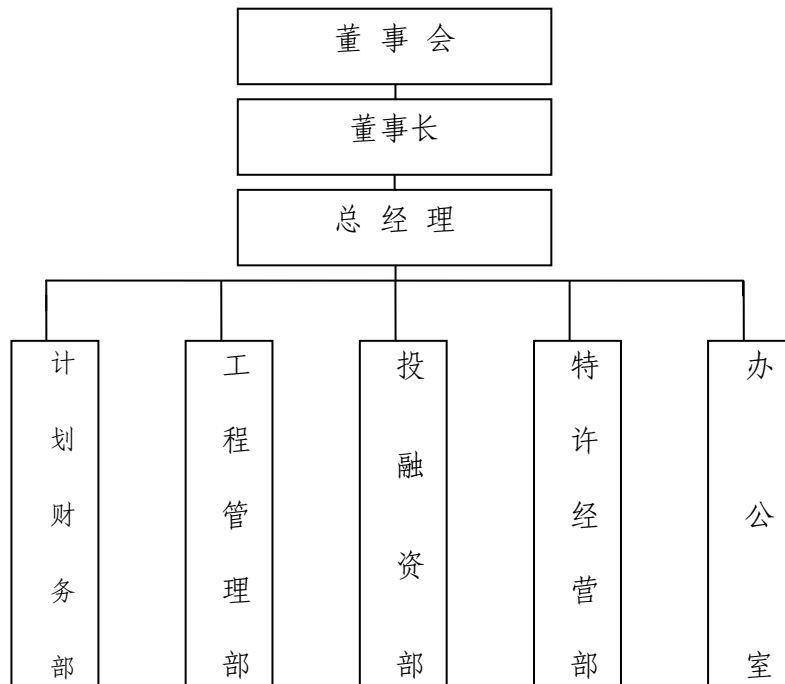 董事会
董事长
总经理
计划财务部
工程管理部
投融资部
特许经营部
办公室